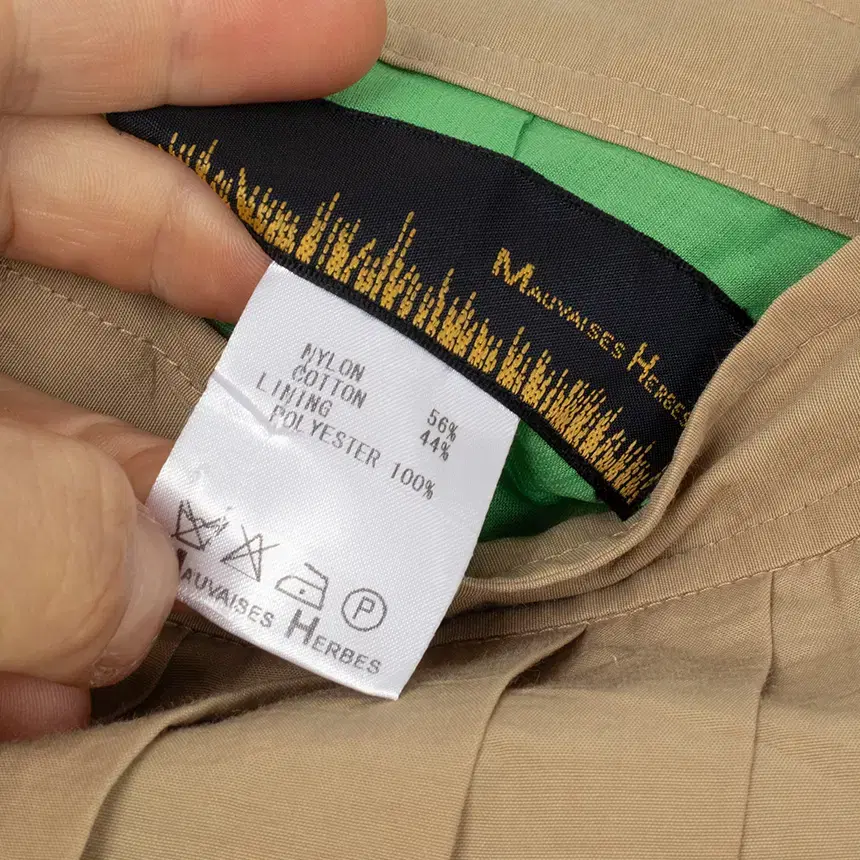 Mauvaises Herbes
NYLON 56%
COTTON 44%
LINING
POLYESTER 100%
P
Mauvaises Herbes